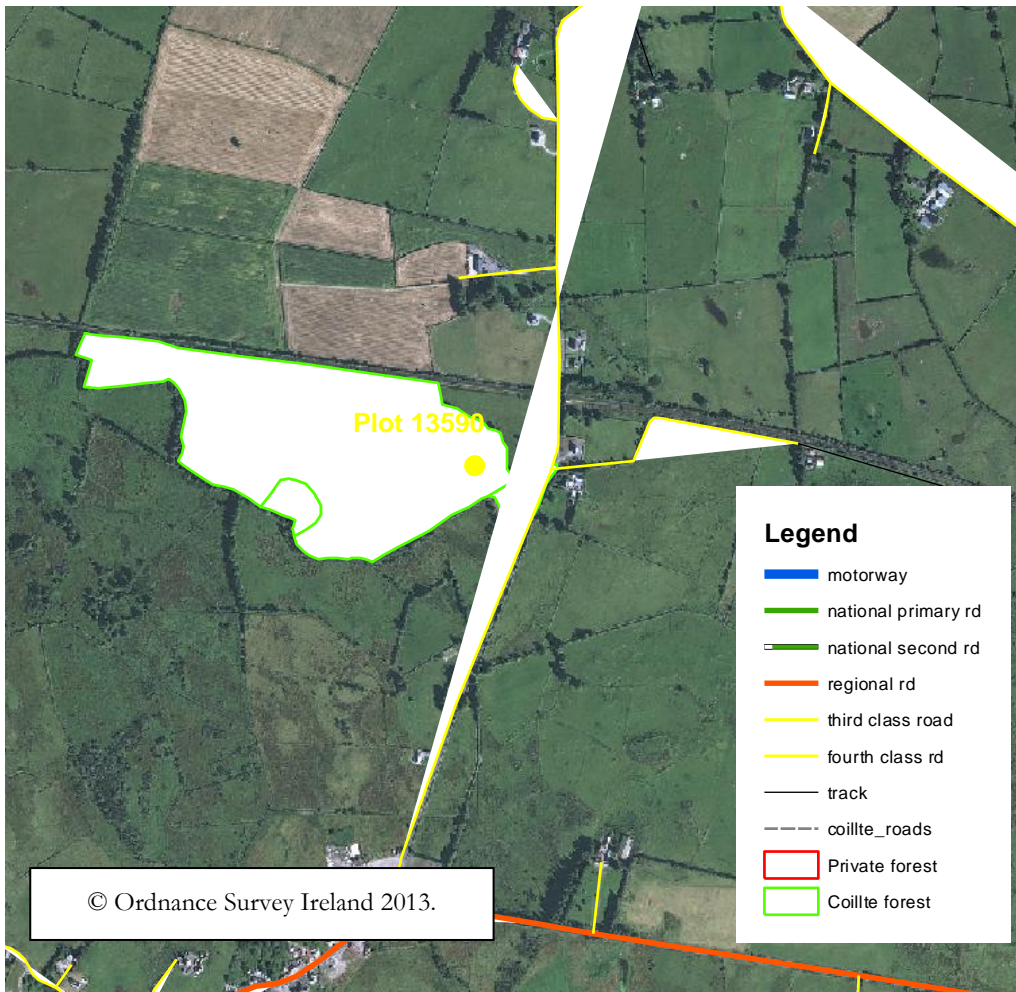 Plot 13590
Legend
motorway
national primary rd
national second rd
regional rd
third class road
fourth class rd
track
coillte_roads
Private forest
Coillte forest
© Ordnance Survey Ireland 2013.